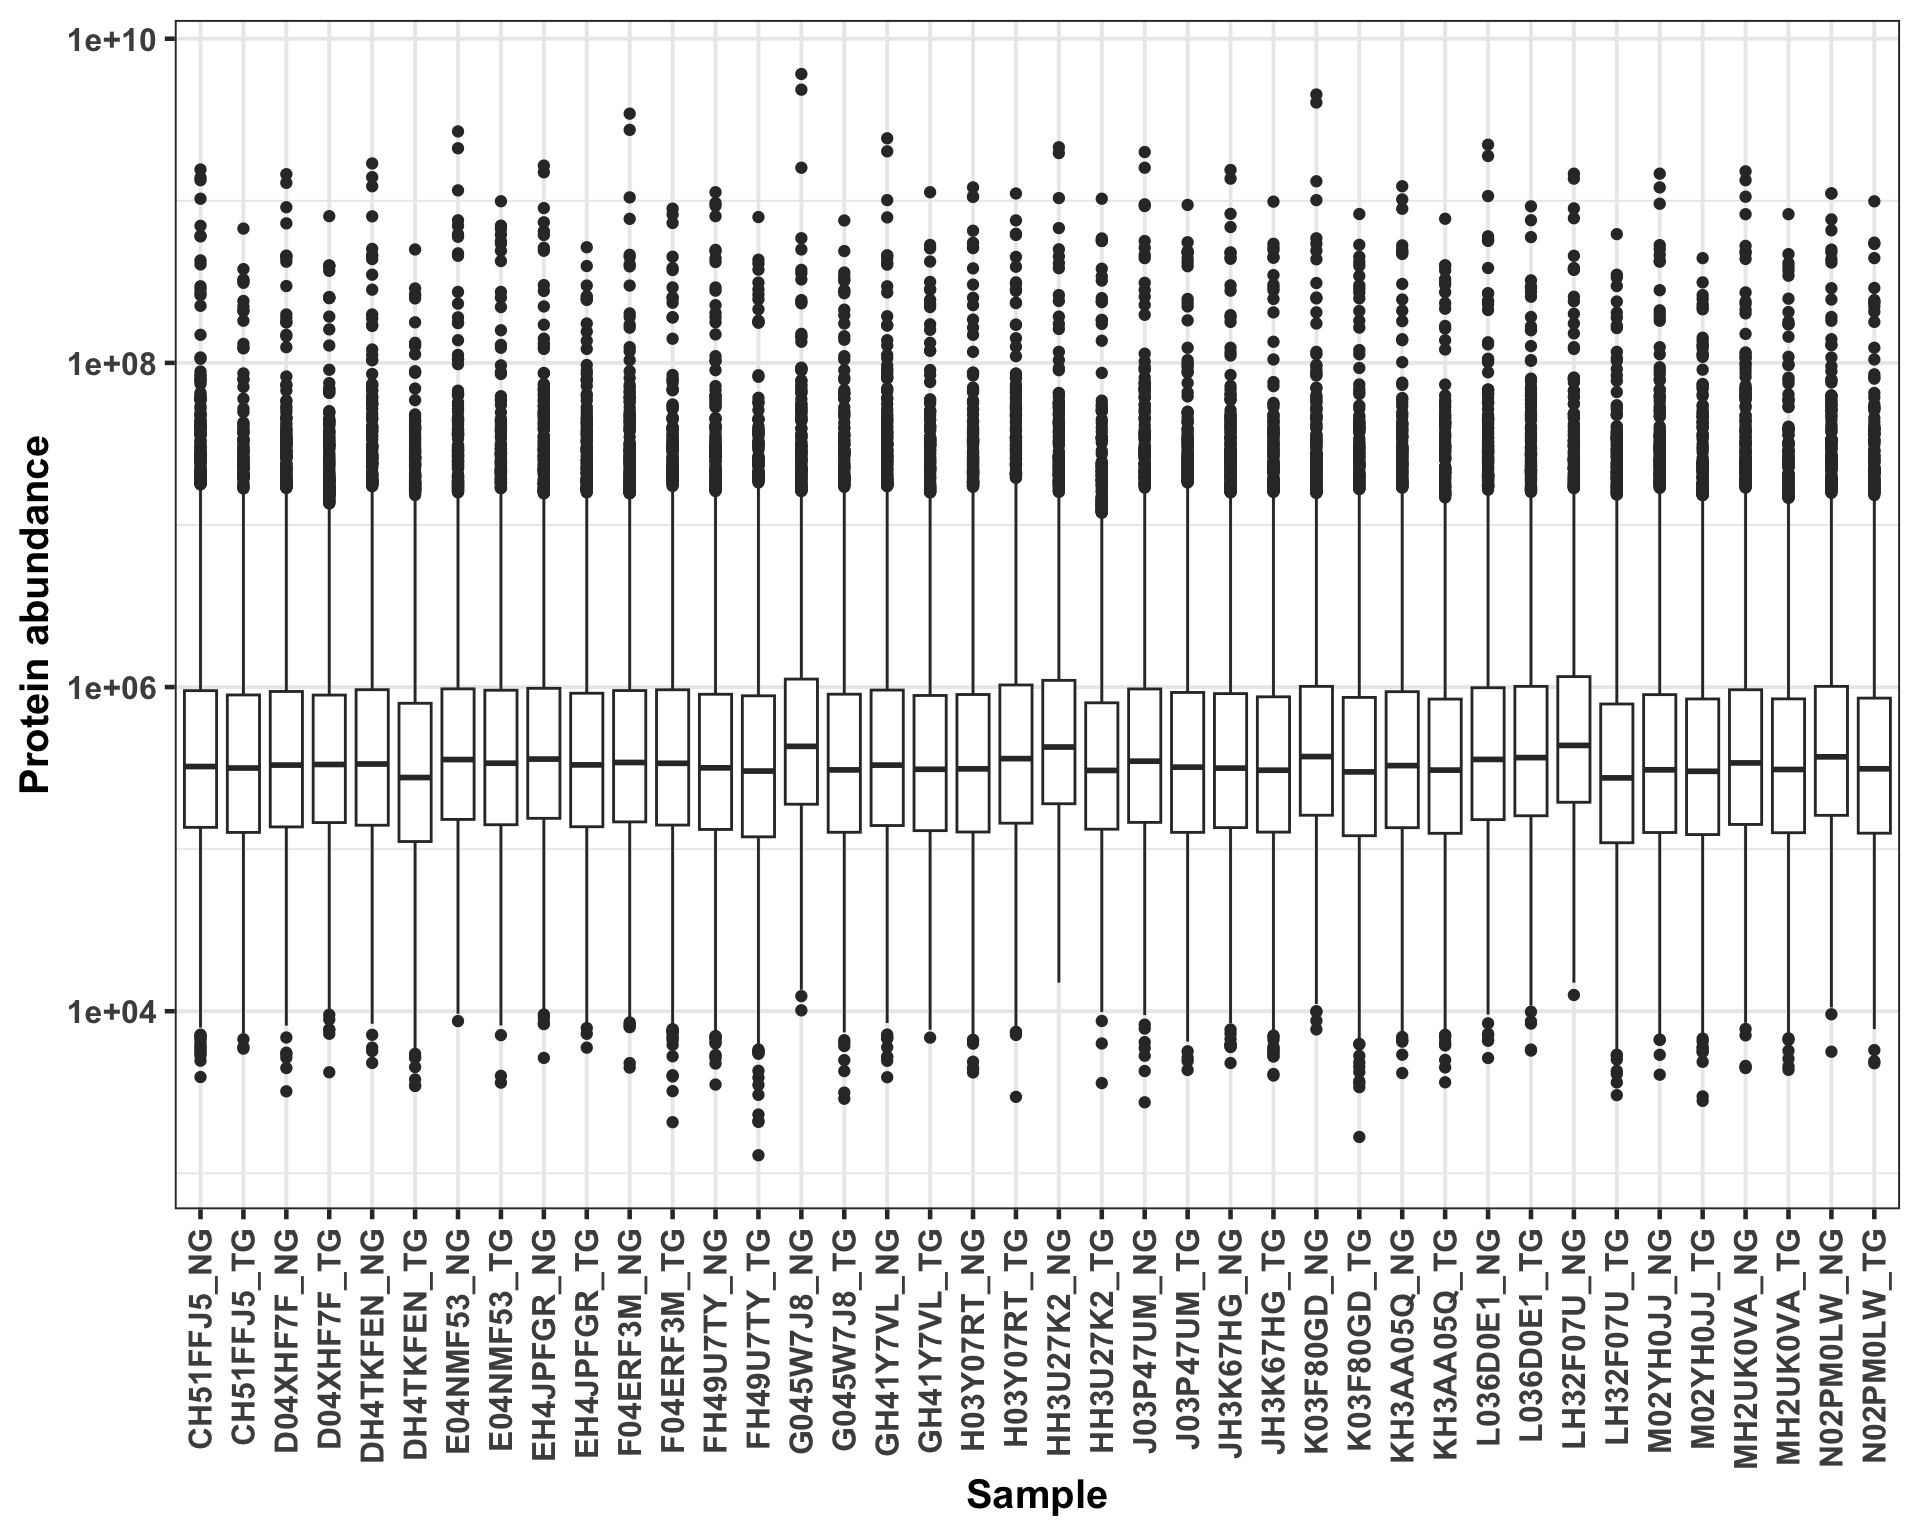 Protein abundance
1e+10
1e+08
1e+06
1e+04
CH51FFJ5_NG
CH51FFJ5_TG
D04XHF7F_NG
D04XHF7F_TG
DH4TKFEN_NG
DH4TKFEN_TG
E04NMF53_NG
E04NMF53_TG
EH4JPFGR_NG
EH4JPFGR_TG
F04ERF3M_NG
F04ERF3M_TG
FH49U7TY_NG
FH49U7TY_TG
G045W7J8_NG
G045W7J8_TG
GH41Y7VL_NG
GH41Y7VL_TG
H03Y07RT_NG
H03Y07RT_TG
HH3U27K2_NG
HH3U27K2_TG
J03P47UM_NG
J03P47UM_TG
JH3K67HG_NG
JH3K67HG_TG
K03F80GD_NG
K03F80GD_TG
KH3AA05Q_NG
KH3AA05Q_TG
L036D0E1_NG
L036D0E1_TG
LH32F07U_NG
LH32F07U_TG
M02YH0JJ_NG
M02YH0JJ_TG
MH2UK0VA_NG
MH2UK0VA_TG
N02PM0LW_NG
N02PM0LW_TG
Sample